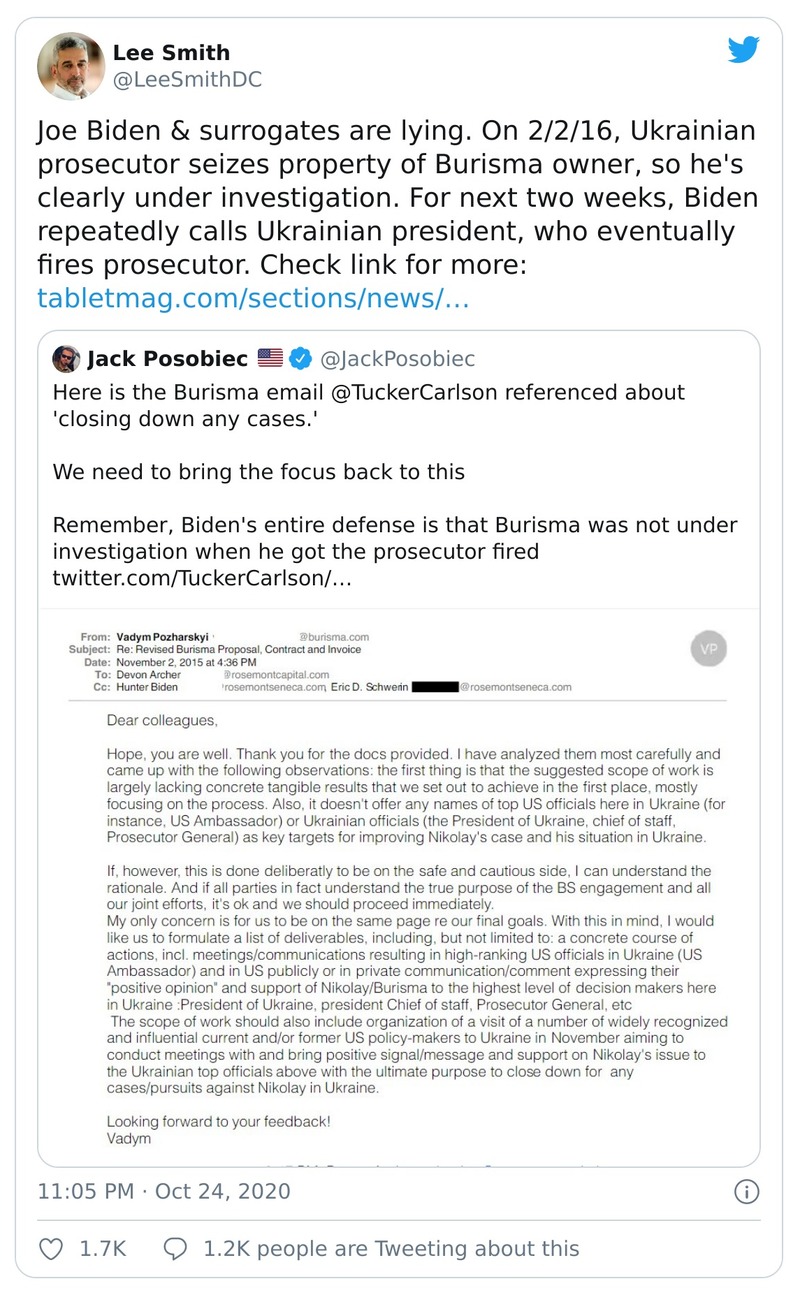 Lee Smith
@LeeSmithDC
Joe Biden & surrogates are lying. On 2/2/16, Ukrainian
prosecutor seizes property of Burisma owner, so he's
clearly under investigation. For next two weeks, Biden
repeatedly calls Ukrainian president, who eventually
fires prosecutor. Check link for more:
tabletmag.com/sections/news/…
Jack Posobiec 🇺🇸 @JackPosobiec
Here is the Burisma email @TuckerCarlson referenced about
'closing down any cases.'
We need to bring the focus back to this
Remember, Biden's entire defense is that Burisma was not under
investigation when he got the prosecutor fired
twitter.com/TuckerCarlson/…
From: Vadym Pozharskyi @burisma.com
Subject: Re: Revised Burisma Proposal, Contract and Invoice
Date: November 2, 2015 at 4:36 PM
To: Devon Archer @rosemontcapital.com
Cc: Hunter Biden rosemontseneca.com, Eric D. Schwerin @rosemontseneca.com
VP
Dear colleagues,
Hope, you are well. Thank you for the docs provided. I have analyzed them most carefully and
came up with the following observations: the first thing is that the suggested scope of work is
largely lacking concrete tangible results that we set out to achieve in the first place, mostly
focusing on the process. Also, it doesn't offer any names of top US officials here in Ukraine (for
instance, US Ambassador) or Ukrainian officials (the President of Ukraine, chief of staff,
Prosecutor General) as key targets for improving Nikolay's case and his situation in Ukraine.
If, however, this is done deliberatly to be on the safe and cautious side, I can understand the
rationale. And if all parties in fact understand the true purpose of the BS engagement and all
our joint efforts, it's ok and we should proceed immediately.
My only concern is for us to be on the same page re our final goals. With this in mind, I would
like us to formulate a list of deliverables, including, but not limited to: a concrete course of
actions, incl. meetings/communications resulting in high-ranking US officials in Ukraine (US
Ambassador) and in US publicly or in private communication/comment expressing their
"positive opinion" and support of Nikolay/Burisma to the highest level of decision makers here
in Ukraine :President of Ukraine, president Chief of staff, Prosecutor General, etc
The scope of work should also include organization of a visit of a number of widely recognized
and influential current and/or former US policy-makers to Ukraine in November aiming to
conduct meetings with and bring positive signal/message and support on Nikolay's issue to
the Ukrainian top officials above with the ultimate purpose to close down for any
cases/pursuits against Nikolay in Ukraine.
Looking forward to your feedback!
Vadym
11:05 PM · Oct 24, 2020
1.7K 1.2K people are Tweeting about this